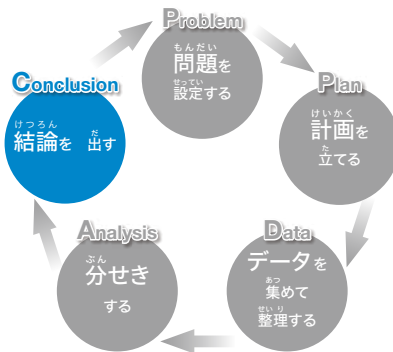 Problem
もんだい
問題を
せってい
設定する
Plan
けいかく
計画を
た
立てる
Data
データを
あつ
集めて
せいり
整理する
Analysis
ぶん
分せき
する
Conclusion
けつろん だ
結論を 出す